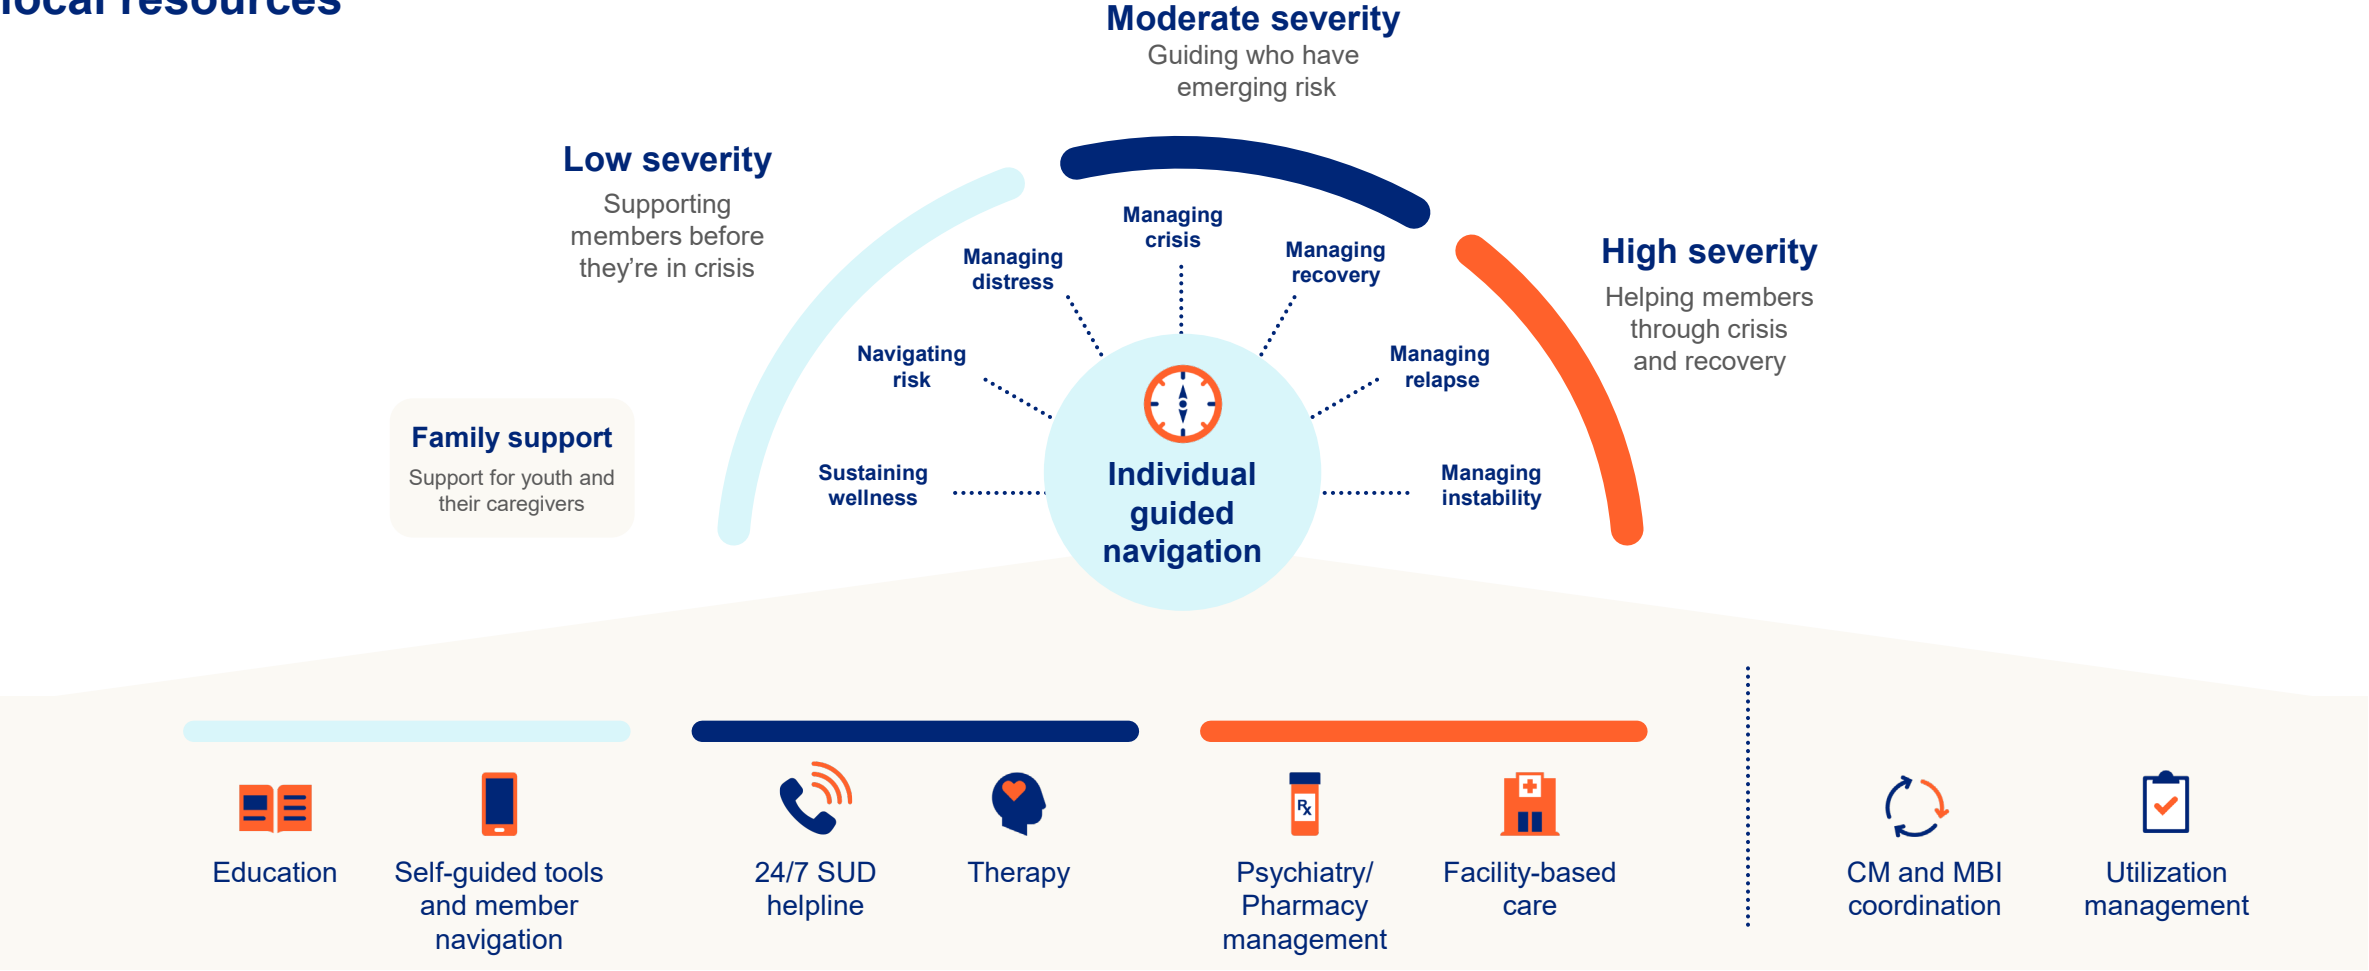 local resources
Moderate severity
Guiding who have
emerging risk
Low severity
Supporting
members before
they’re in crisis
High severity
Helping members
through crisis
and recovery
Family support
Support for youth and
their caregivers
Sustaining
wellness
Navigating
risk
Managing
distress
Managing
crisis
Managing
recovery
Managing
relapse
Managing
instability
Individual
guided
navigation
Education
Self-guided tools
and member
navigation
24/7 SUD
helpline
Therapy
Rx
Psychiatry/
Pharmacy
management
Facility-based
care
CM and MBI
coordination
Utilization
management